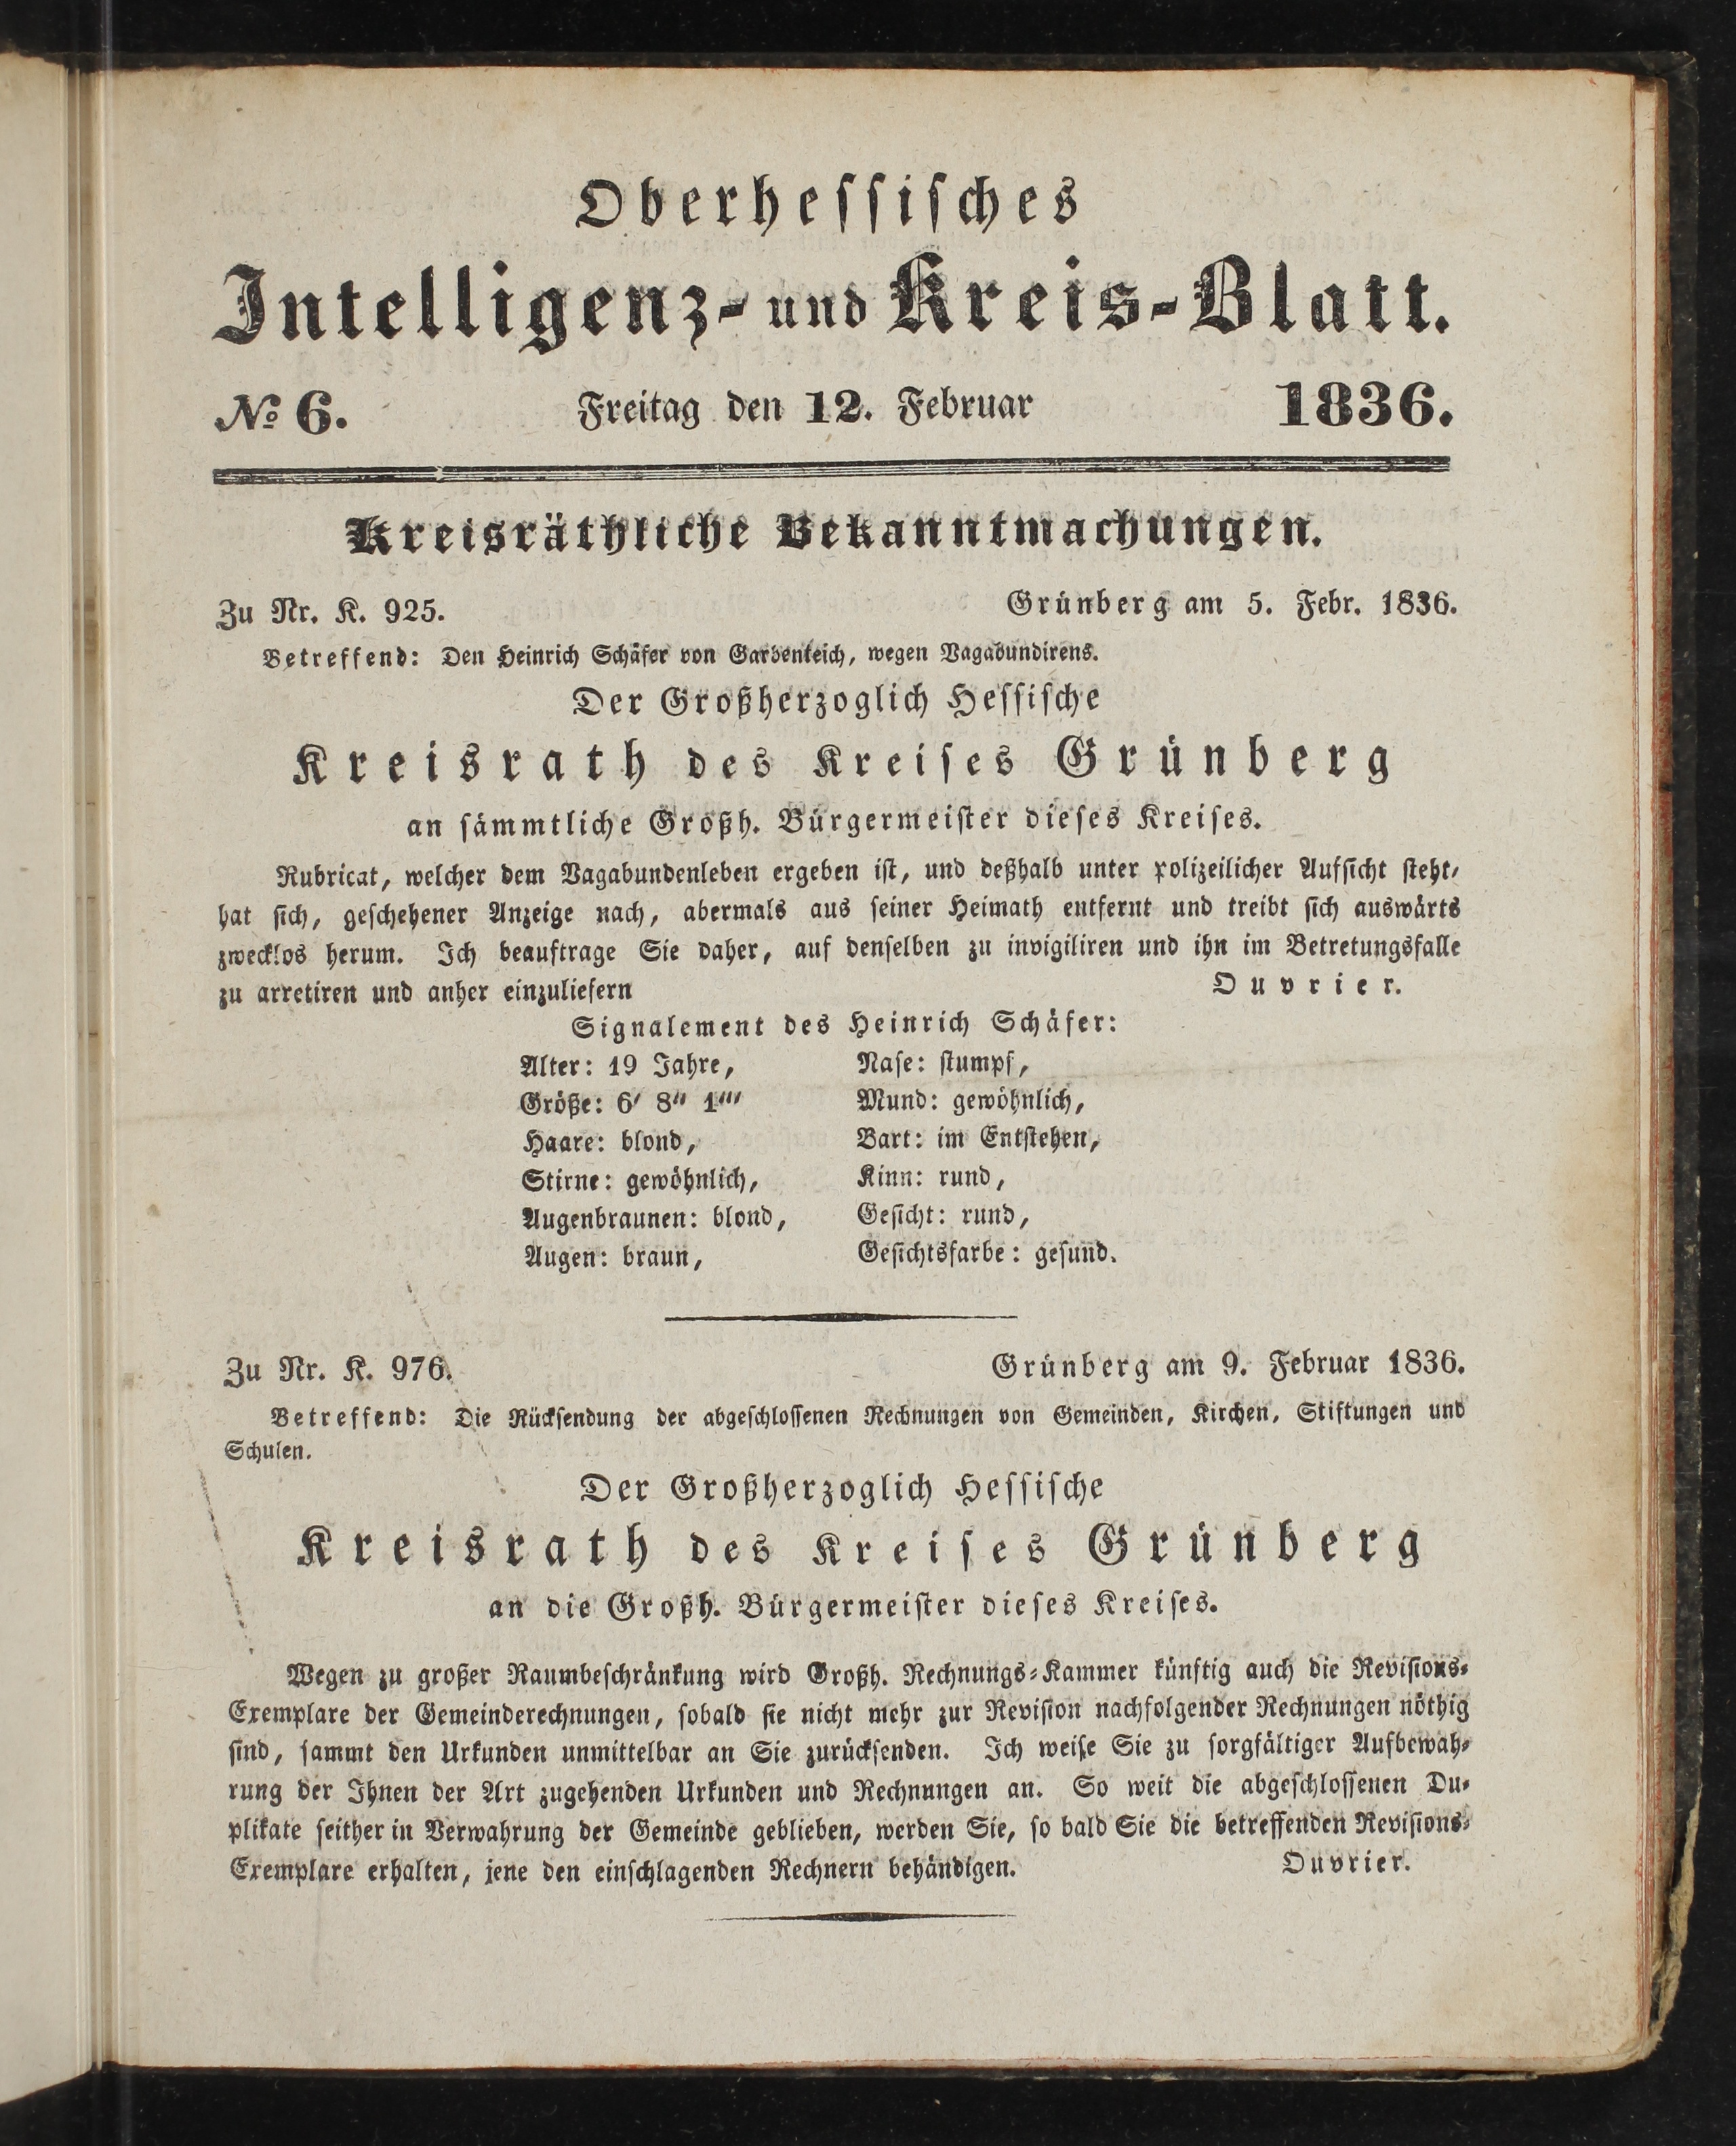 Oberhessisches
Intelligenz- und Kreis-Blatt.
№ 6. Freitag den 12. Februar 1836.
Kreisräthliche Bekanntmachungen.
Zu Nr. K. 925. Grünberg am 5. Febr. 1836.
Betreffend: Den Heinrich Schäfer von Garbenteich, wegen Vagabundirens.
Der Großherzoglich Hessische
Kreisrath des Kreises Grünberg
an sämmtliche Großh. Bürgermeister dieses Kreises.
Rubricat, welcher dem Vagabundenleben ergeben ist, und deßhalb unter polizeilicher Aufsicht steht,
hat sich, geschehener Anzeige nach, abermals aus seiner Heimath entfernt und treibt sich auswärts
zwecklos herum. Ich beauftrage Sie daher, auf denselben zu invigiliren und ihn im Betretungsfalle
zu arretiren und anher einzuliefern Ouvrier.
Signalement des Heinrich Schäfer:
Alter: 19 Jahre, Nase: stumpf,
Größe: 6′ 8″ 1‴ Mund: gewöhnlich,
Haare: blond, Bart: im Entstehen,
Stirne: gewöhnlich, Kinn: rund,
Augenbraunen: blond, Gesicht: rund,
Augen: braun, Gesichtsfarbe: gesund.
Zu Nr. K. 976. Grünberg am 9. Februar 1836.
Betreffend: Die Rücksendung der abgeschlossenen Rechnungen von Gemeinden, Kirchen, Stiftungen und
Schulen.
Der Großherzoglich Hessische
Kreisrath des Kreises Grünberg
an die Großh. Bürgermeister dieses Kreises.
Wegen zu großer Raumbeschränkung wird Großh. Rechnungs-Kammer künftig auch die Revisions-
Exemplare der Gemeinderechnungen, sobald sie nicht mehr zur Revision nachfolgender Rechnungen nöthig
sind, sammt den Urkunden unmittelbar an Sie zurücksenden. Ich weise Sie zu sorgfältiger Aufbewah-
rung der Ihnen der Art zugehenden Urkunden und Rechnnngen an. So weit die abgeschlossenen Du-
plikate seither in Verwahrung der Gemeinde geblieben, werden Sie, so bald Sie die betreffenden Revisions-
Exemplare erhalten, jene den einschlagenden Rechnern behändigen. Ouvrier.